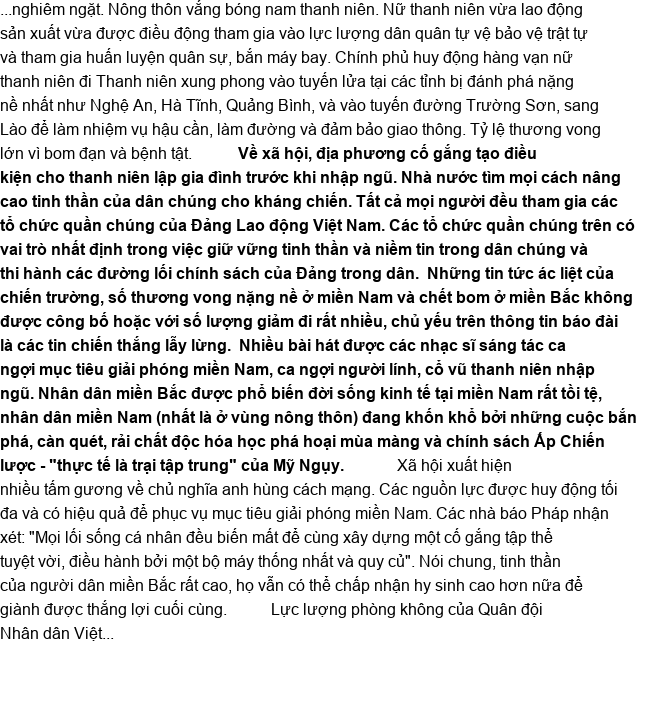 ...nghiêm ngặt. Nông thôn vắng bóng nam thanh niên. Nữ thanh niên vừa lao động
sản xuất vừa được điều động tham gia vào lực lượng dân quân tự vệ bảo vệ trật tự
và tham gia huấn luyện quân sự, bắn máy bay. Chính phủ huy động hàng vạn nữ
thanh niên đi Thanh niên xung phong vào tuyến lửa tại các tỉnh bị đánh phá nặng
nề nhất như Nghệ An, Hà Tĩnh, Quảng Bình, và vào tuyến đường Trường Sơn, sang
Lào để làm nhiệm vụ hậu cần, làm đường và đảm bảo giao thông. Tỷ lệ thương vong
lớn vì bom đạn và bệnh tật. Về xã hội, địa phương cố gắng tạo điều
kiện cho thanh niên lập gia đình trước khi nhập ngũ. Nhà nước tìm mọi cách nâng
cao tinh thần của dân chúng cho kháng chiến. Tất cả mọi người đều tham gia các
tổ chức quần chúng của Đảng Lao động Việt Nam. Các tổ chức quần chúng trên có
vai trò nhất định trong việc giữ vững tinh thần và niềm tin trong dân chúng và
thi hành các đường lối chính sách của Đảng trong dân. Những tin tức ác liệt của
chiến trường, số thương vong nặng nề ở miền Nam và chết bom ở miền Bắc không
được công bố hoặc với số lượng giảm đi rất nhiều, chủ yếu trên thông tin báo đài
là các tin chiến thắng lẫy lừng. Nhiều bài hát được các nhạc sĩ sáng tác ca
ngợi mục tiêu giải phóng miền Nam, ca ngợi người lính, cổ vũ thanh niên nhập
ngũ. Nhân dân miền Bắc được phổ biến đời sống kinh tế tại miền Nam rất tồi tệ,
nhân dân miền Nam (nhất là ở vùng nông thôn) đang khốn khổ bởi những cuộc bắn
phá, càn quét, rải chất độc hóa học phá hoại mùa màng và chính sách Ấp Chiến
lược - "thực tế là trại tập trung" của Mỹ Ngụy. Xã hội xuất hiện
nhiều tấm gương về chủ nghĩa anh hùng cách mạng. Các nguồn lực được huy động tối
đa và có hiệu quả để phục vụ mục tiêu giải phóng miền Nam. Các nhà báo Pháp nhận
xét: "Mọi lối sống cá nhân đều biến mất để cùng xây dựng một cố gắng tập thể
tuyệt vời, điều hành bởi một bộ máy thống nhất và quy củ". Nói chung, tinh thần
của người dân miền Bắc rất cao, họ vẫn có thể chấp nhận hy sinh cao hơn nữa để
giành được thắng lợi cuối cùng. Lực lượng phòng không của Quân đội
Nhân dân Việt...